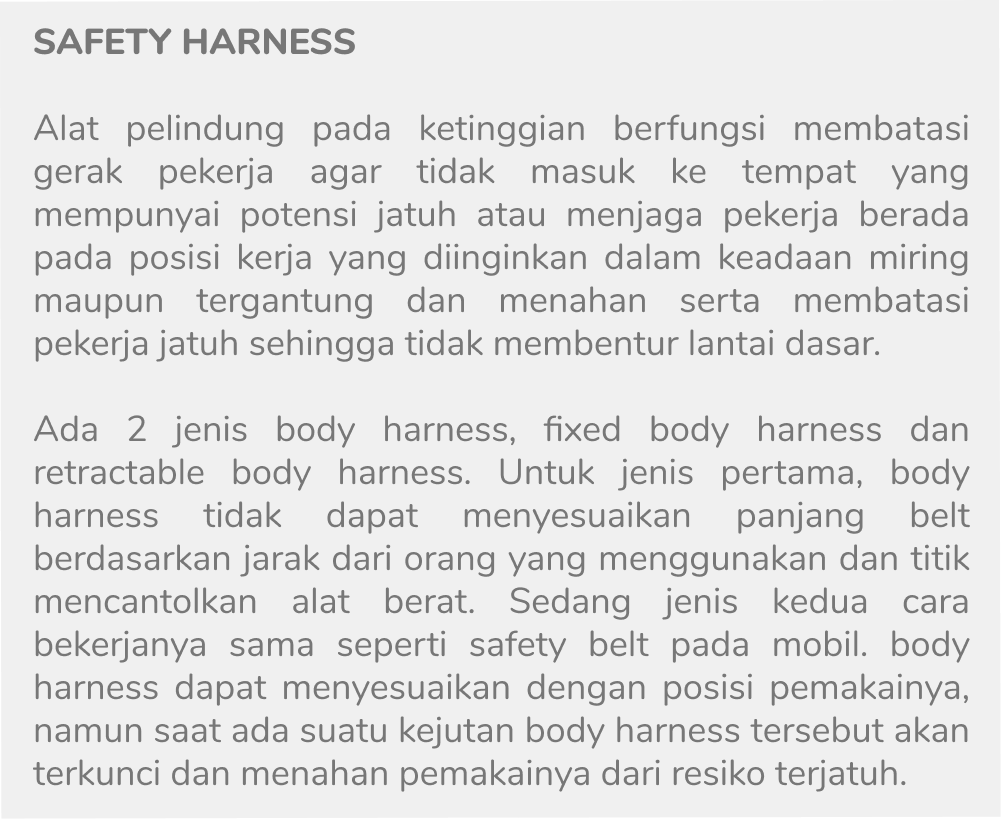 SAFETY HARNESS
Alat pelindung pada ketinggian berfungsi membatasi
gerak pekerja agar tidak masuk ke tempat yang
mempunyai potensi jatuh atau menjaga pekerja berada
pada posisi kerja yang diinginkan dalam keadaan miring
maupun tergantung dan menahan serta membatasi
pekerja jatuh sehingga tidak membentur lantai dasar.
Ada 2 jenis body harness, fixed body harness dan
retractable body harness. Untuk jenis pertama, body
harness tidak dapat menyesuaikan panjang belt
berdasarkan jarak dari orang yang menggunakan dan titik
mencantolkan alat berat. Sedang jenis kedua cara
bekerjanya sama seperti safety belt pada mobil. body
harness dapat menyesuaikan dengan posisi pemakainya,
namun saat ada suatu kejutan body harness tersebut akan
terkunci dan menahan pemakainya dari resiko terjatuh.